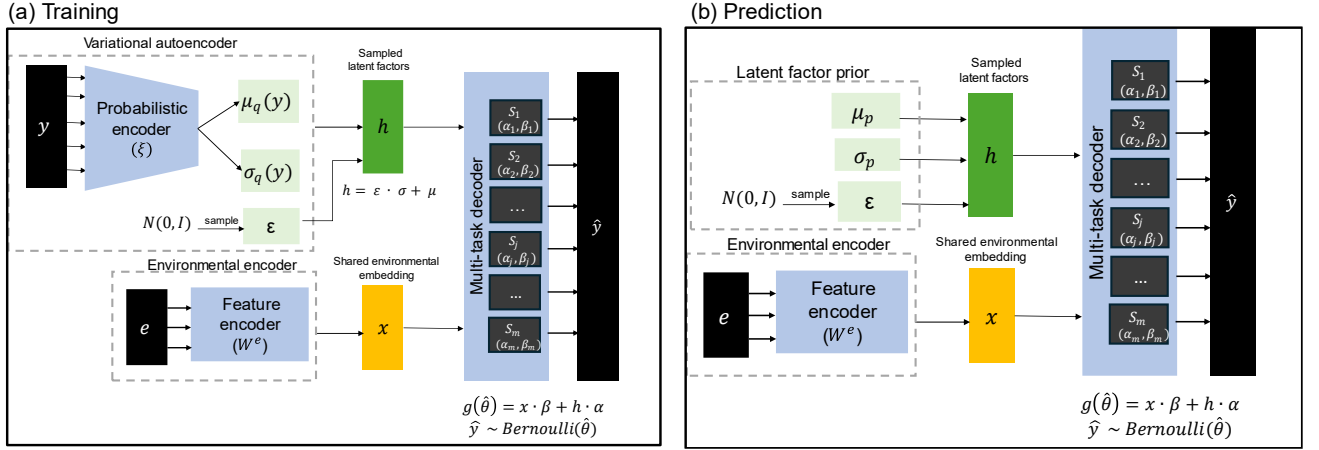 (a) Training
Variational autoencoder
y
Probabilistic
encoder
(ξ)
μ_q(y)
σ_q(y)
N(0, I)
sample
ε
Sampled
latent factors
h
h = ε · σ + μ
Environmental encoder
e
Feature
encoder
(W^e)
Shared environmental
embedding
x
Multi-task decoder
S_1
(α_1, β_1)
S_2
(α_2, β_2)
...
S_j
(α_j, β_j)
...
S_m
(α_m, β_m)
ŷ
g(θ̂) = x · β + h · α
ŷ ~ Bernoulli(θ̂)
(b) Prediction
Latent factor prior
μ_p
σ_p
N(0, I)
sample
ε
Sampled
latent factors
h
Environmental encoder
e
Feature
encoder
(W^e)
Shared environmental
embedding
x
Multi-task decoder
S_1
(α_1, β_1)
S_2
(α_2, β_2)
...
S_j
(α_j, β_j)
...
S_m
(α_m, β_m)
ŷ
g(θ̂) = x · β + h · α
ŷ ~ Bernoulli(θ̂)